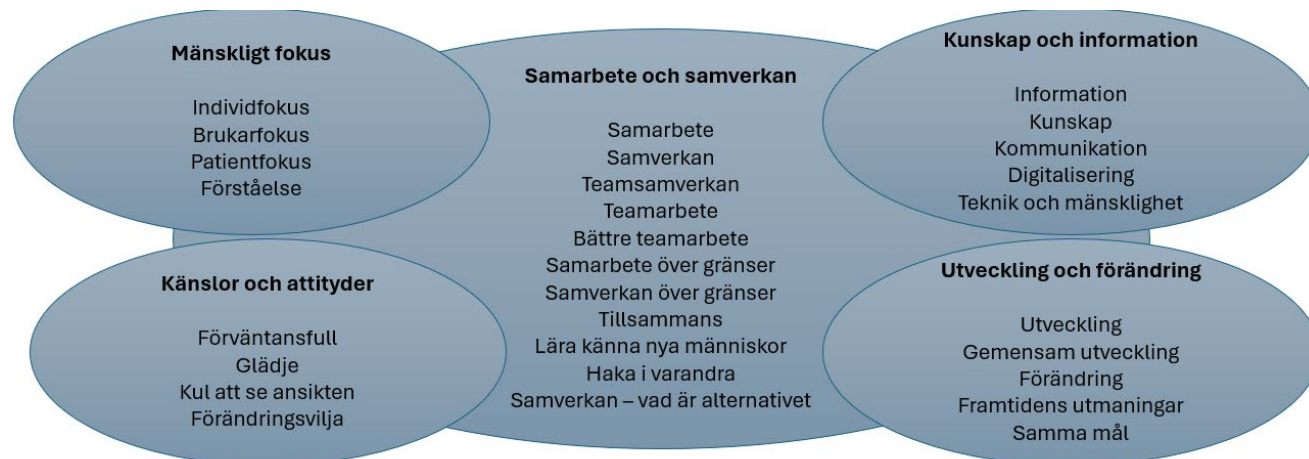 Mänskligt fokus
Individfokus
Brukarfokus
Patientfokus
Förståelse
Samarbete och samverkan
Samarbete
Samverkan
Teamsamverkan
Teamarbete
Bättre teamarbete
Samarbete över gränser
Samverkan över gränser
Tillsammans
Lära känna nya människor
Haka i varandra
Samverkan – vad är alternativet
Kunskap och information
Information
Kunskap
Kommunikation
Digitalisering
Teknik och mänsklighet
Känslor och attityder
Förväntansfull
Glädje
Kul att se ansikten
Förändringsvilja
Utveckling och förändring
Utveckling
Gemensam utveckling
Förändring
Framtidens utmaningar
Samma mål